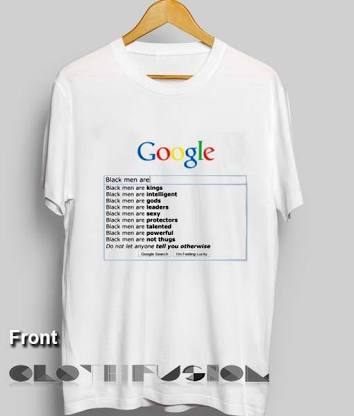 Google
Black men are
Black men are kings
Black men are intelligent
Black men are gods
Black men are leaders
Black men are sexy
Black men are protectors
Black men are talented
Black men are powerful
Black men are not thugs
Do not let anyone tell you otherwise
Google Search I'm Feeling Lucky
Front
CLOTHFUSION